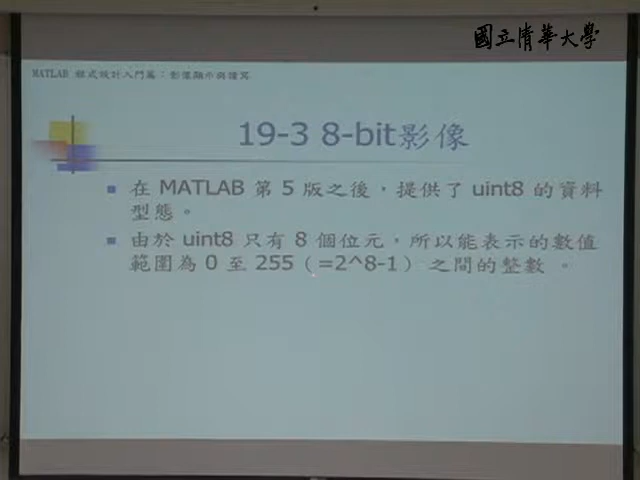 國立清華大學
MATLAB 程式設計入門篇：影像顯示與讀寫
19-3 8-bit影像
在 MATLAB 第 5 版之後，提供了 uint8 的資料
型態。
由於 uint8 只有 8 個位元，所以能表示的數值
範圍為 0 至 255（=2^8-1） 之間的整數 。